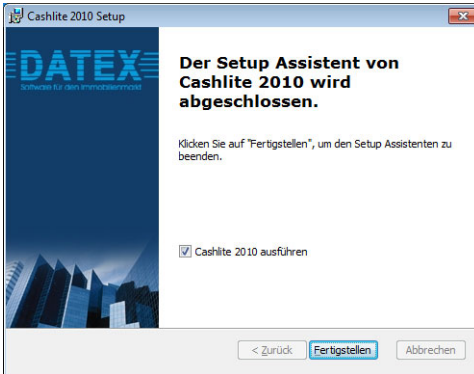 Cashlite 2010 Setup
DATEX
Software für den Immobilienmarkt
Der Setup Assistent von
Cashlite 2010 wird
abgeschlossen.
Klicken Sie auf "Fertigstellen", um den Setup Assistenten zu
beenden.
Cashlite 2010 ausführen
< Zurück Fertigstellen Abbrechen